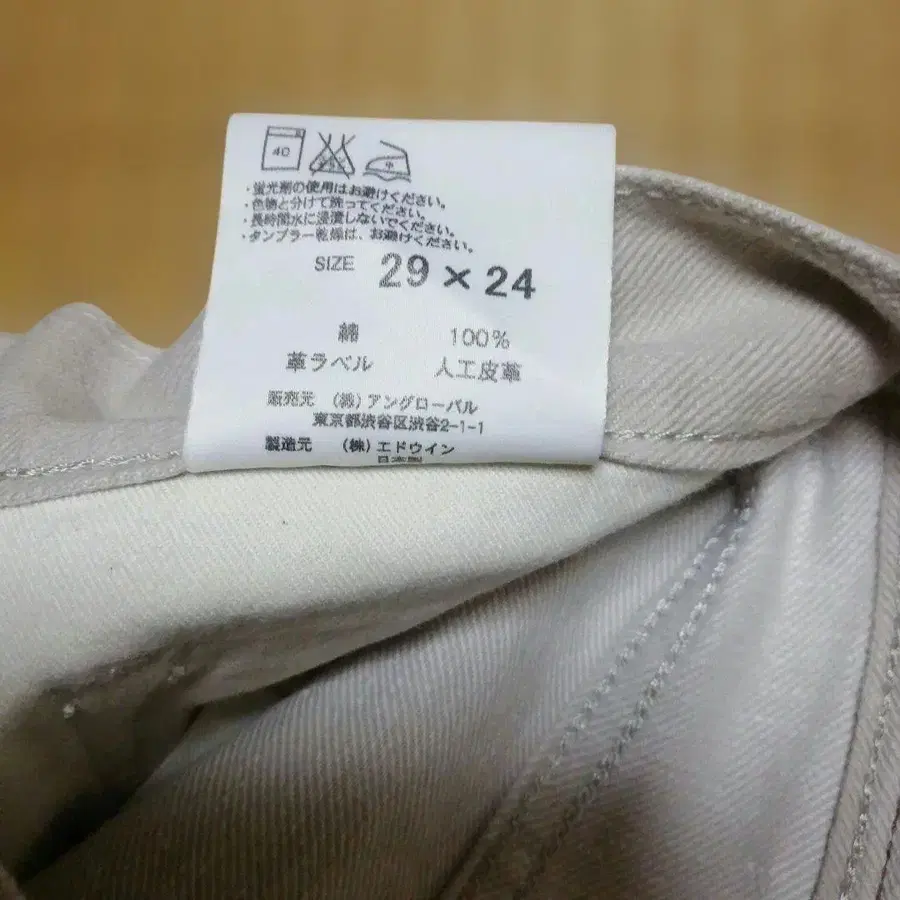 40
・蛍光剤の使用はお避けください。
・色物と分けて洗ってください。
・長時間水に浸漬しないでください。
・タンブラー乾燥は、お避けください。
SIZE 29×24
綿 100%
革ラベル 人工皮革
販売元 (株)アングローバル
東京都渋谷区渋谷2-1-1
製造元 (株)エドウイン
日本製